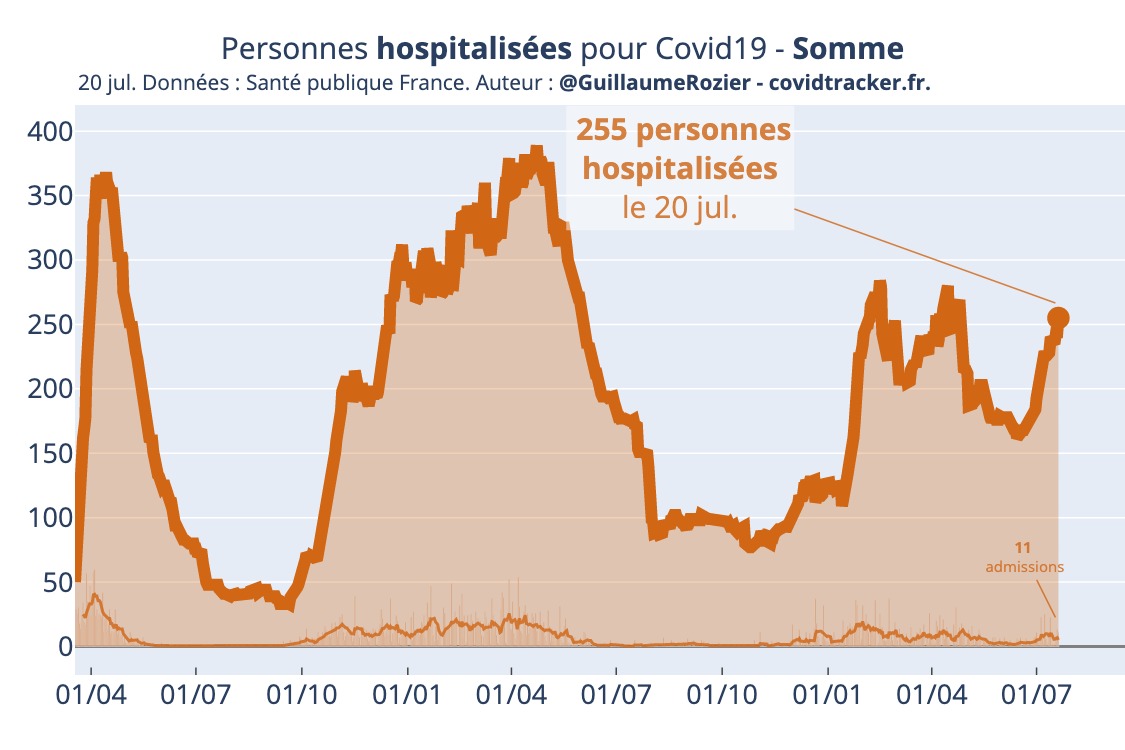 Personnes hospitalisées pour Covid19 - Somme
20 jul. Données : Santé publique France. Auteur : @GuillaumeRozier - covidtracker.fr.
255 personnes
hospitalisées
le 20 jul.
400
350
300
250
200
150
100
50
0
11
admissions
01/04 01/07 01/10 01/01 01/04 01/07 01/10 01/01 01/04 01/07